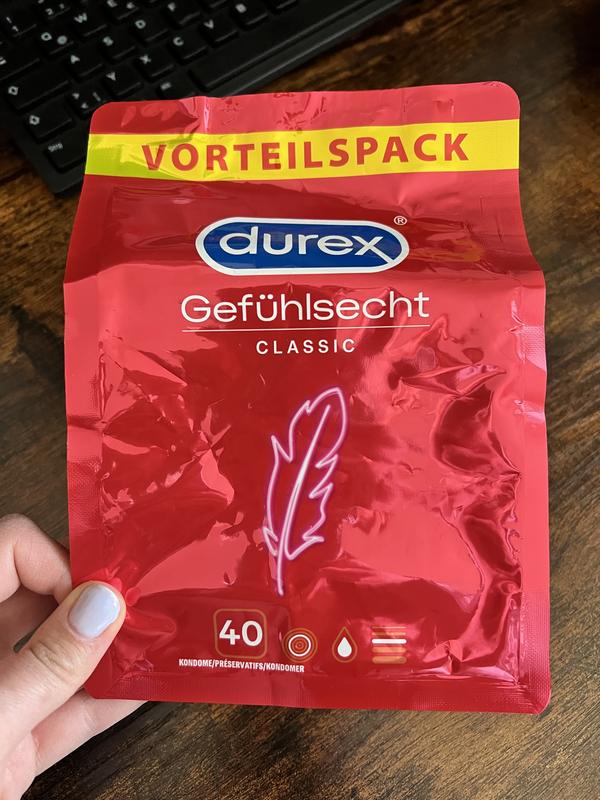 VORTEILSPACK
durex®
Gefühlsecht
CLASSIC
40
KONDOME/PRÉSERVATIFS/KONDOMER